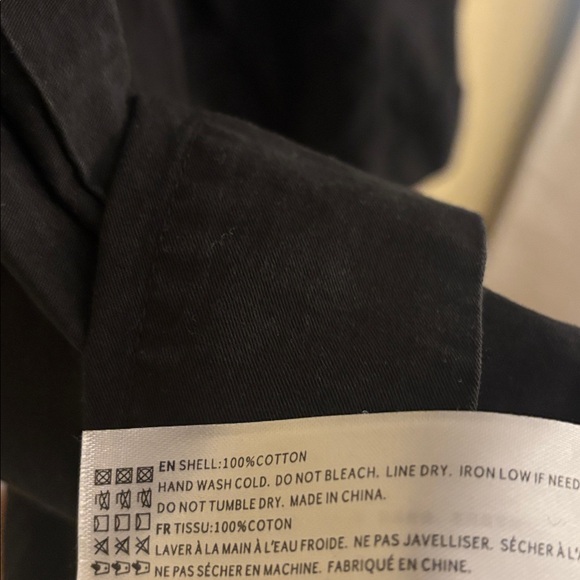 EN SHELL:100%COTTON
HAND WASH COLD. DO NOT BLEACH. LINE DRY. IRON LOW IF NEED
DO NOT TUMBLE DRY. MADE IN CHINA.
FR TISSU:100%COTON
LAVER À LA MAIN À L'EAU FROIDE. NE PAS JAVELLISER. SÉCHER À L'A
NE PAS SÉCHER EN MACHINE. FABRIQUÉ EN CHINE.